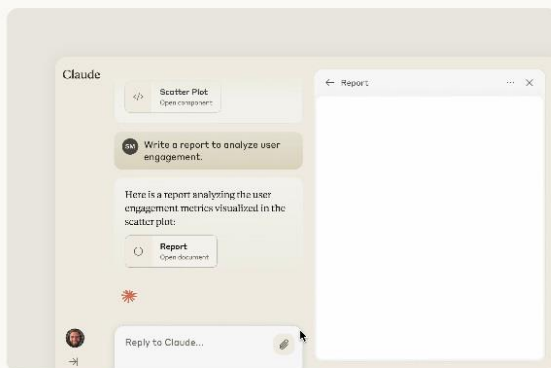 Claude
Scatter Plot
Open component
SM
Write a report to analyze user
engagement.
Here is a report analyzing the user
engagement metrics visualized in the
scatter plot:
Report
Open document
Reply to Claude...
Report